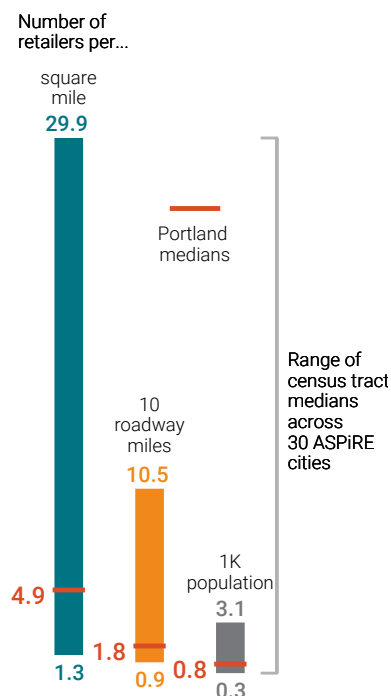 Number of
retailers per...
square
mile
29.9
Portland
medians
Range of
census tract
medians
across
30 ASPiRE
cities
10
roadway
miles
10.5
1K
population
3.1
4.9
1.8
0.8
1.3
0.9
0.3